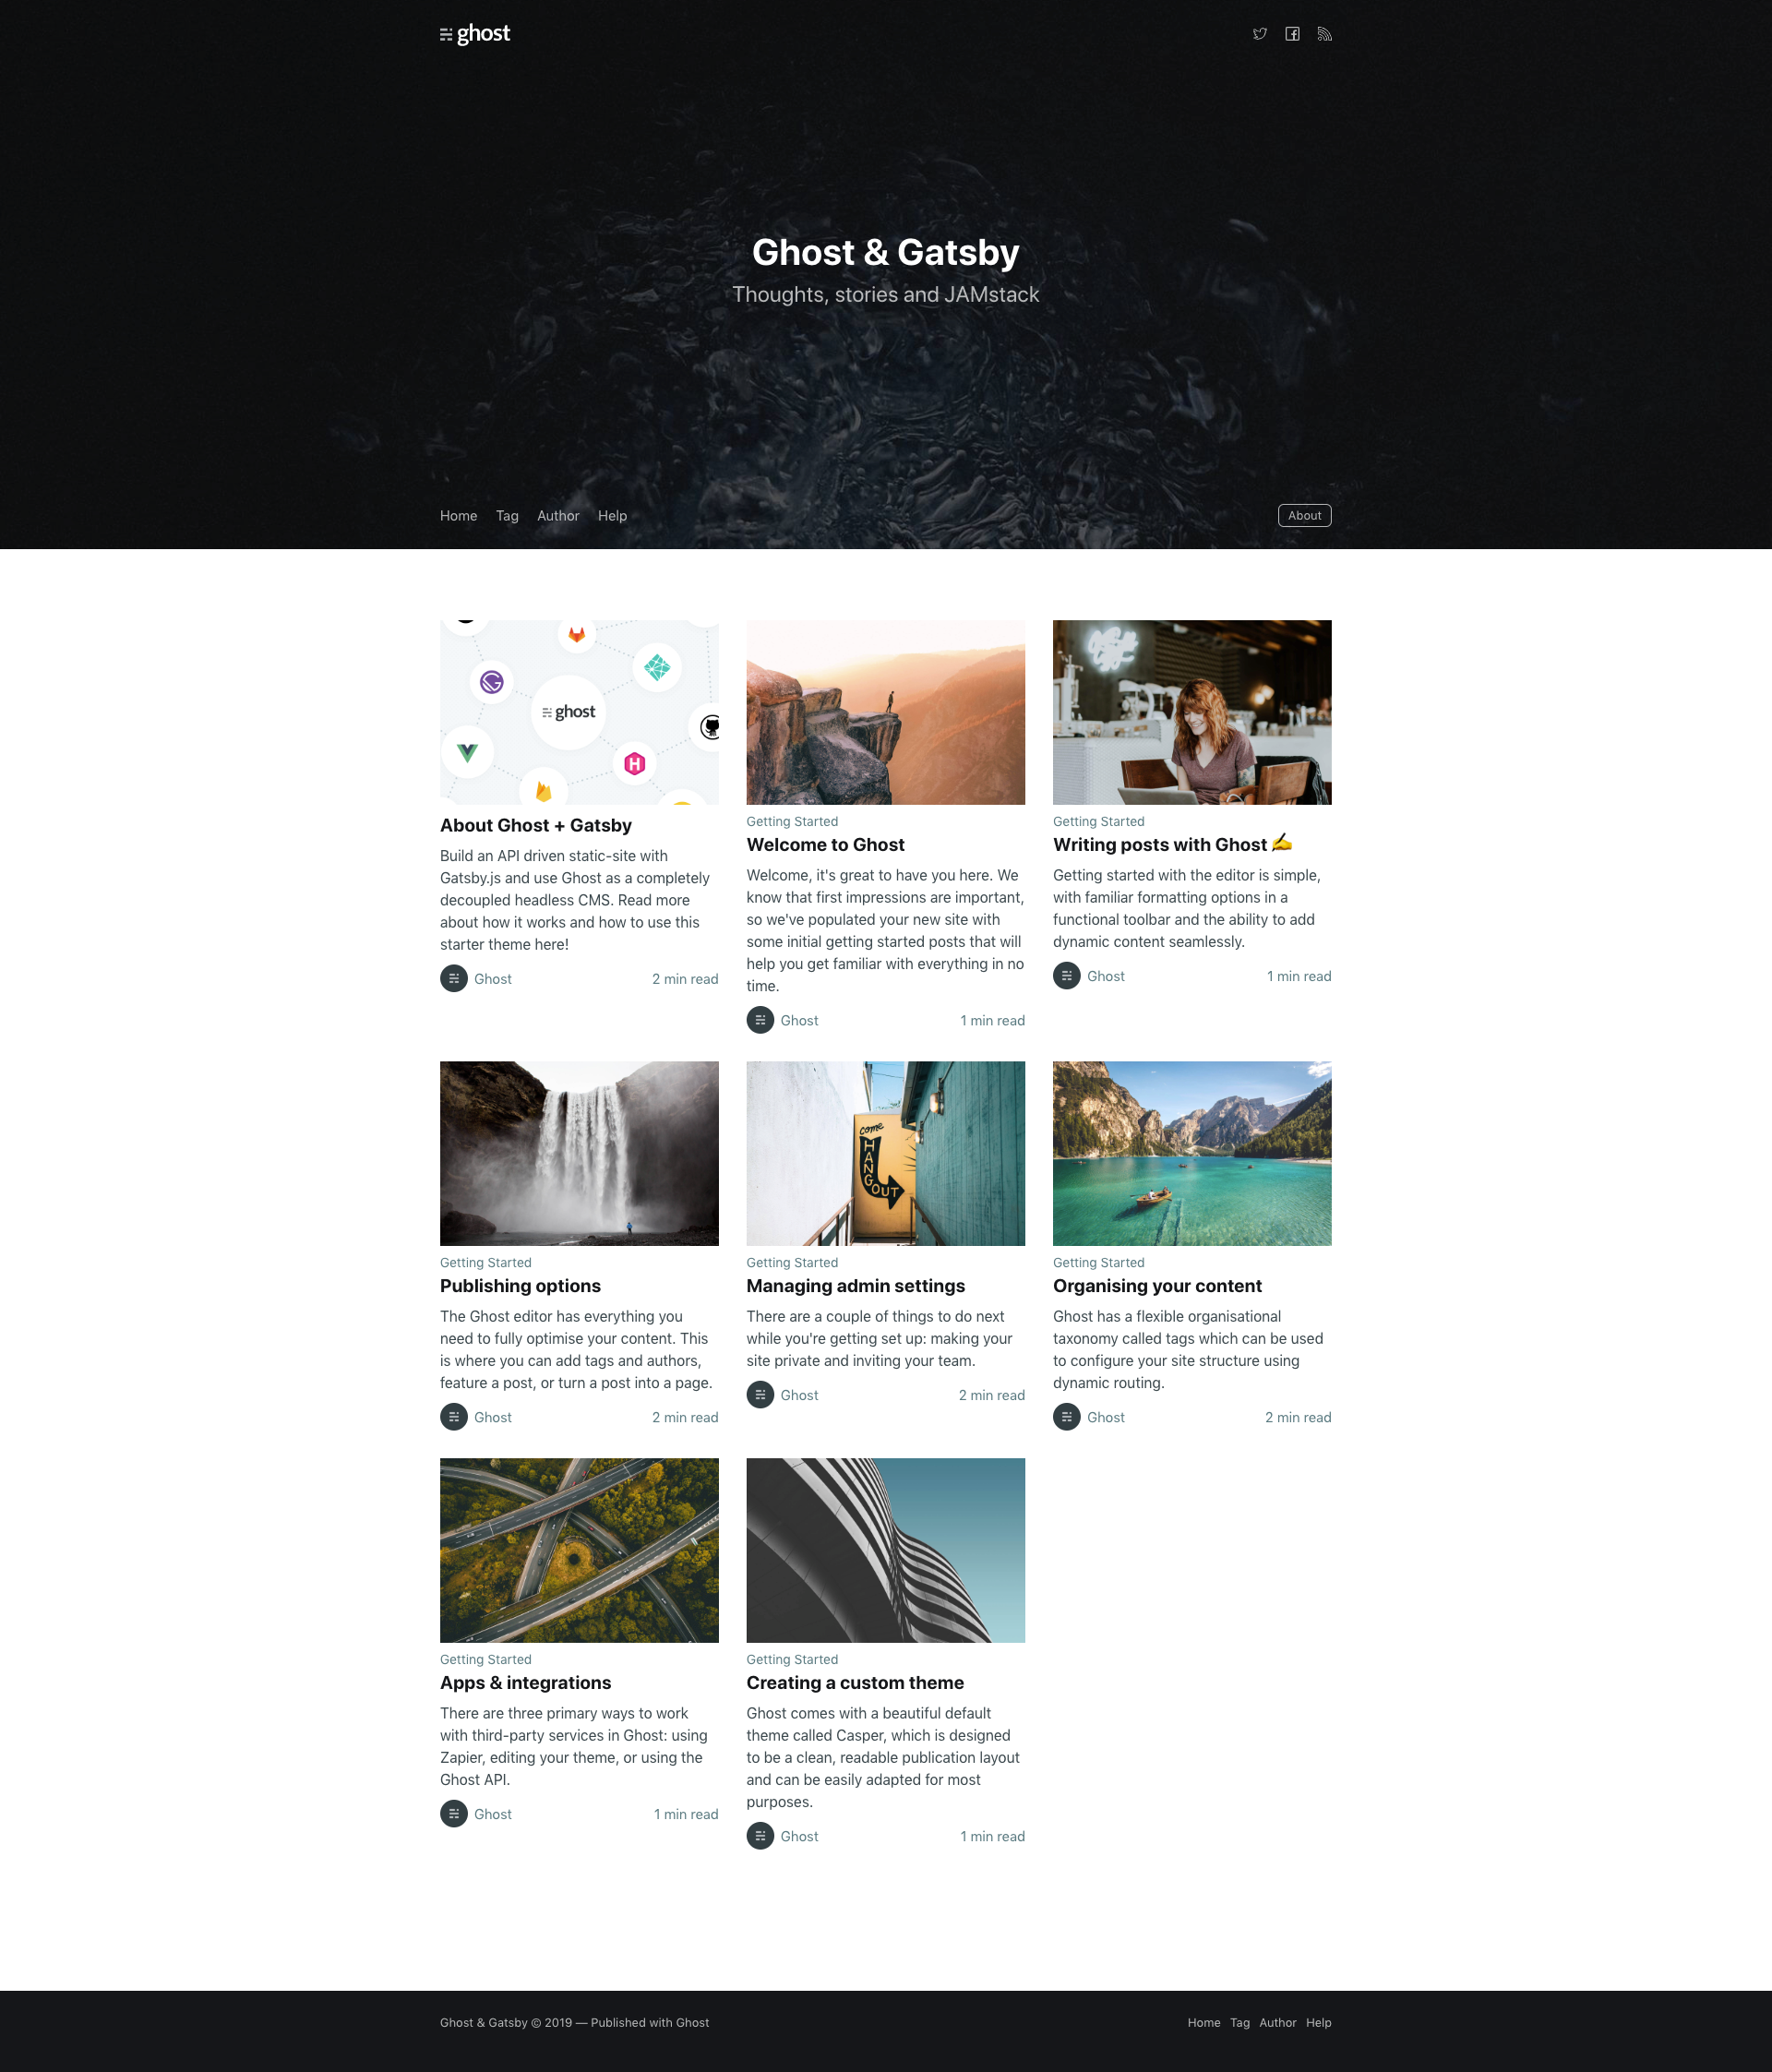 ghost
Ghost & Gatsby
Thoughts, stories and JAMstack
Home Tag Author Help
About
ghost
About Ghost + Gatsby
Build an API driven static-site with
Gatsby.js and use Ghost as a completely
decoupled headless CMS. Read more
about how it works and how to use this
starter theme here!
Ghost 2 min read
Getting Started
Welcome to Ghost
Welcome, it's great to have you here. We
know that first impressions are important,
so we've populated your new site with
some initial getting started posts that will
help you get familiar with everything in no
time.
Ghost 1 min read
Getting Started
Writing posts with Ghost ✍️
Getting started with the editor is simple,
with familiar formatting options in a
functional toolbar and the ability to add
dynamic content seamlessly.
Ghost 1 min read
Getting Started
Publishing options
The Ghost editor has everything you
need to fully optimise your content. This
is where you can add tags and authors,
feature a post, or turn a post into a page.
Ghost 2 min read
come
HANGOUT
Getting Started
Managing admin settings
There are a couple of things to do next
while you're getting set up: making your
site private and inviting your team.
Ghost 2 min read
Getting Started
Organising your content
Ghost has a flexible organisational
taxonomy called tags which can be used
to configure your site structure using
dynamic routing.
Ghost 2 min read
Getting Started
Apps & integrations
There are three primary ways to work
with third-party services in Ghost: using
Zapier, editing your theme, or using the
Ghost API.
Ghost 1 min read
Getting Started
Creating a custom theme
Ghost comes with a beautiful default
theme called Casper, which is designed
to be a clean, readable publication layout
and can be easily adapted for most
purposes.
Ghost 1 min read
Ghost & Gatsby © 2019 — Published with Ghost
Home Tag Author Help